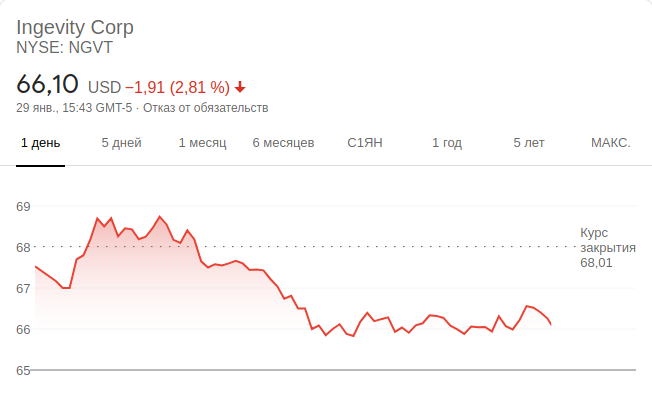 Ingevity Corp
NYSE: NGVT
66,10 USD −1,91 (2,81 %)
29 янв., 15:43 GMT-5 · Отказ от обязательств
1 день 5 дней 1 месяц 6 месяцев С1ЯН 1 год 5 лет МАКС.
69
Курс
68 закрытия
68,01
67
66
65